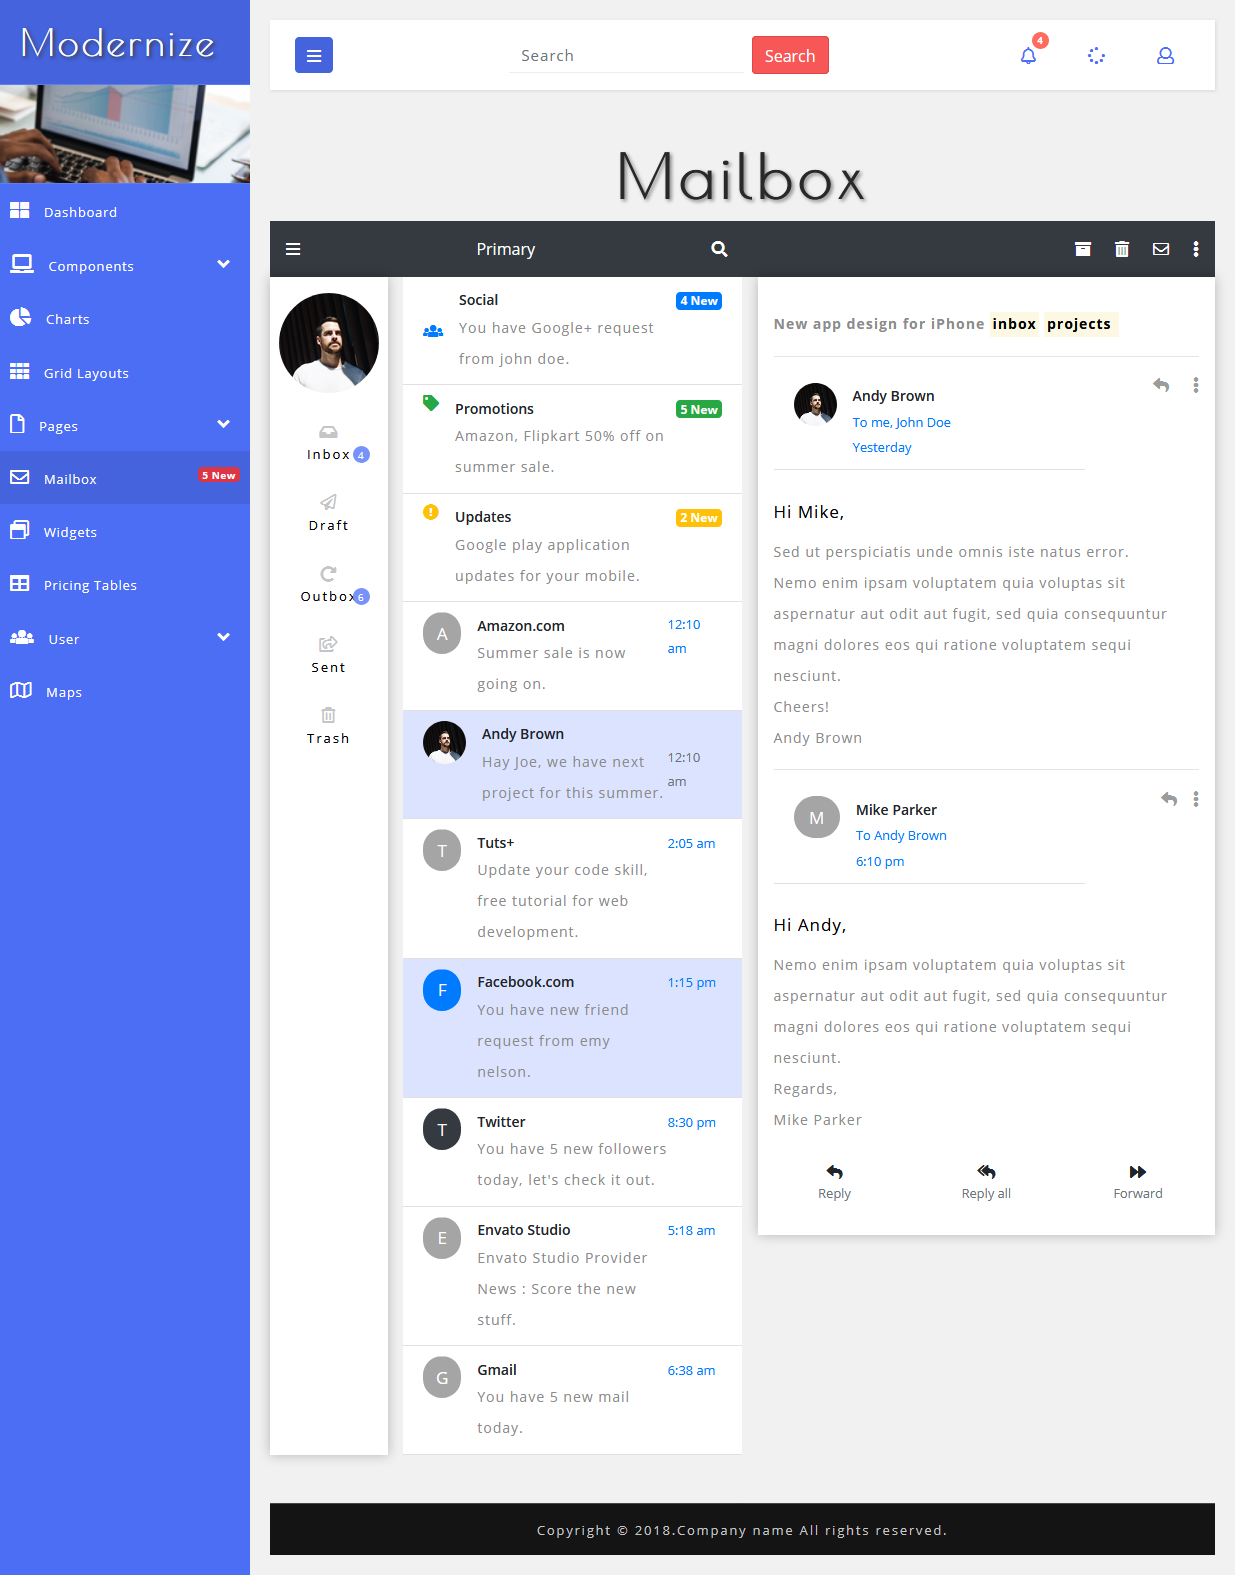 Modernize
Search
Search
4
Dashboard
Components
Charts
Grid Layouts
Pages
Mailbox
5 New
Widgets
Pricing Tables
User
Maps
Mailbox
Primary
Inbox 4
Draft
Outbox 6
Sent
Trash
Social
4 New
You have Google+ request
from john doe.
Promotions
5 New
Amazon, Flipkart 50% off on
summer sale.
Updates
2 New
Google play application
updates for your mobile.
A
Amazon.com
12:10
am
Summer sale is now
going on.
Andy Brown
Hay Joe, we have next
project for this summer.
12:10
am
T
Tuts+
2:05 am
Update your code skill,
free tutorial for web
development.
F
Facebook.com
1:15 pm
You have new friend
request from emy
nelson.
T
Twitter
8:30 pm
You have 5 new followers
today, let's check it out.
E
Envato Studio
5:18 am
Envato Studio Provider
News : Score the new
stuff.
G
Gmail
6:38 am
You have 5 new mail
today.
New app design for iPhone inbox projects
Andy Brown
To me, John Doe
Yesterday
Hi Mike,
Sed ut perspiciatis unde omnis iste natus error.
Nemo enim ipsam voluptatem quia voluptas sit
aspernatur aut odit aut fugit, sed quia consequuntur
magni dolores eos qui ratione voluptatem sequi
nesciunt.
Cheers!
Andy Brown
M
Mike Parker
To Andy Brown
6:10 pm
Hi Andy,
Nemo enim ipsam voluptatem quia voluptas sit
aspernatur aut odit aut fugit, sed quia consequuntur
magni dolores eos qui ratione voluptatem sequi
nesciunt.
Regards,
Mike Parker
Reply
Reply all
Forward
Copyright © 2018.Company name All rights reserved.